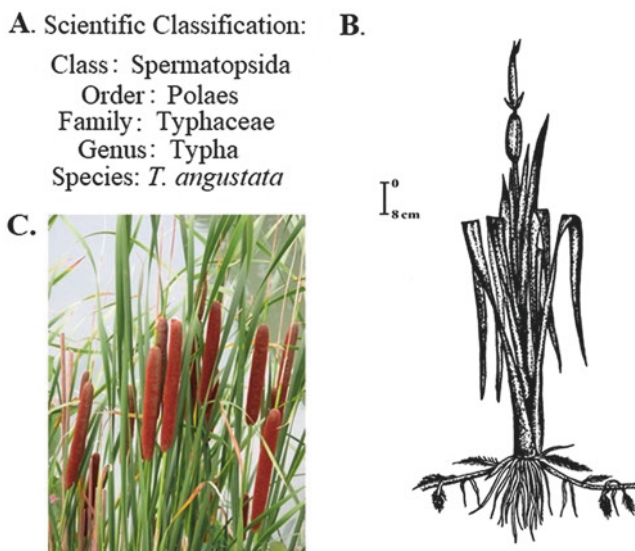 A. Scientific Classification:
Class: Spermatopsida
Order: Polaes
Family: Typhaceae
Genus: Typha
Species: T. angustata
B.
0
8 cm
C.